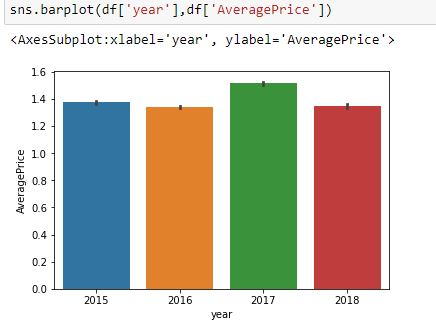 sns.barplot(df['year'],df['AveragePrice'])
<AxesSubplot:xlabel='year', ylabel='AveragePrice'>
1.6
1.4
1.2
1.0
0.8
0.6
0.4
0.2
0.0
AveragePrice
2015 2016 2017 2018
year